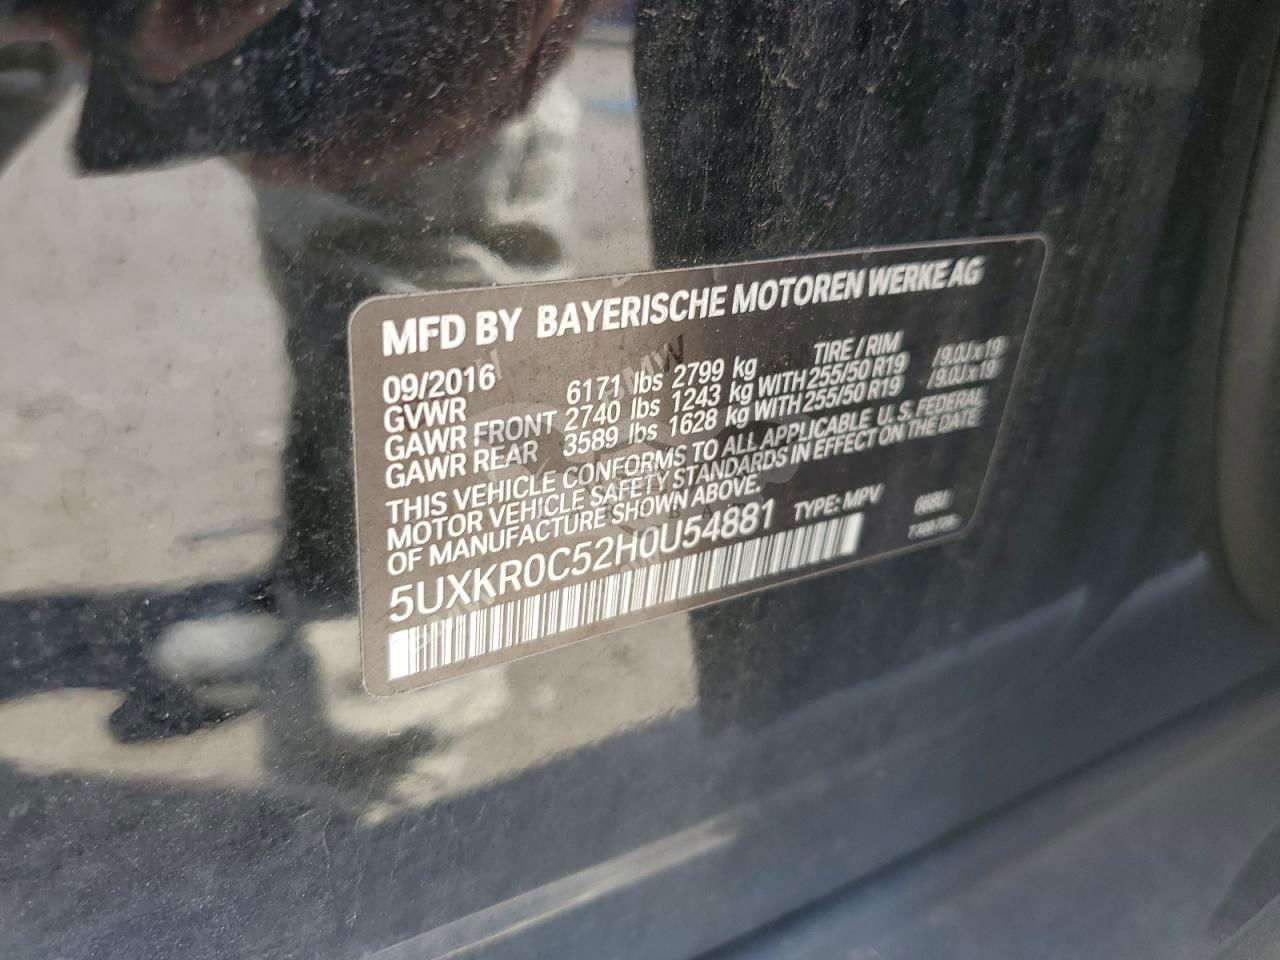 MFD BY BAYERISCHE MOTOREN WERKE AG
09/2016 TIRE / RIM
GVWR 6171 lbs 2799 kg
GAWR FRONT 2740 lbs 1243 kg WITH 255/50 R19 /9.0J x 19
GAWR REAR 3589 lbs 1628 kg WITH 255/50 R19 /9.0J x 19
THIS VEHICLE CONFORMS TO ALL APPLICABLE U. S. FEDERAL
MOTOR VEHICLE SAFETY STANDARDS IN EFFECT ON THE DATE
OF MANUFACTURE SHOWN ABOVE.
5UXKR0C52H0U54881 TYPE: MPV